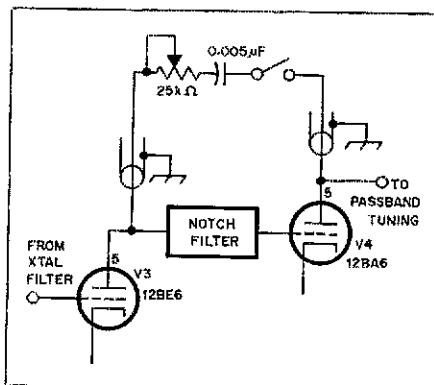 0.005µF
25kΩ
5
TO
PASSBAND
TUNING
NOTCH
FILTER
FROM
XTAL
FILTER
5
V3
12BE6
V4
12BA6